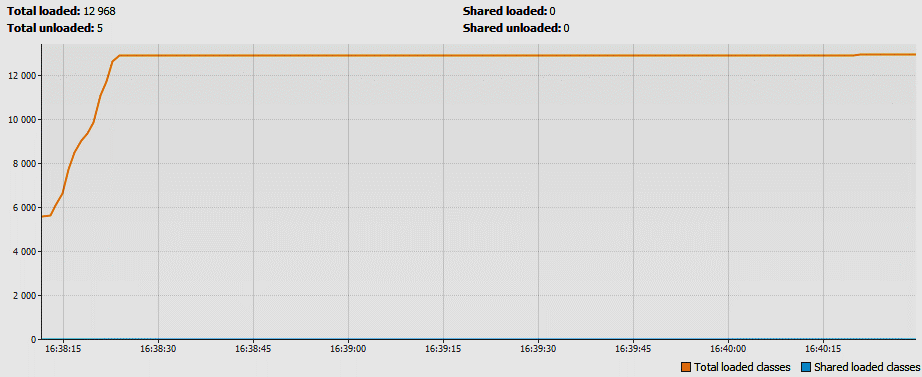 Total loaded: 12 968 Shared loaded: 0
Total unloaded: 5 Shared unloaded: 0
12 000
10 000
8 000
6 000
4 000
2 000
0
16:38:15 16:38:30 16:38:45 16:39:00 16:39:15 16:39:30 16:39:45 16:40:00 16:40:15
Total loaded classes Shared loaded classes